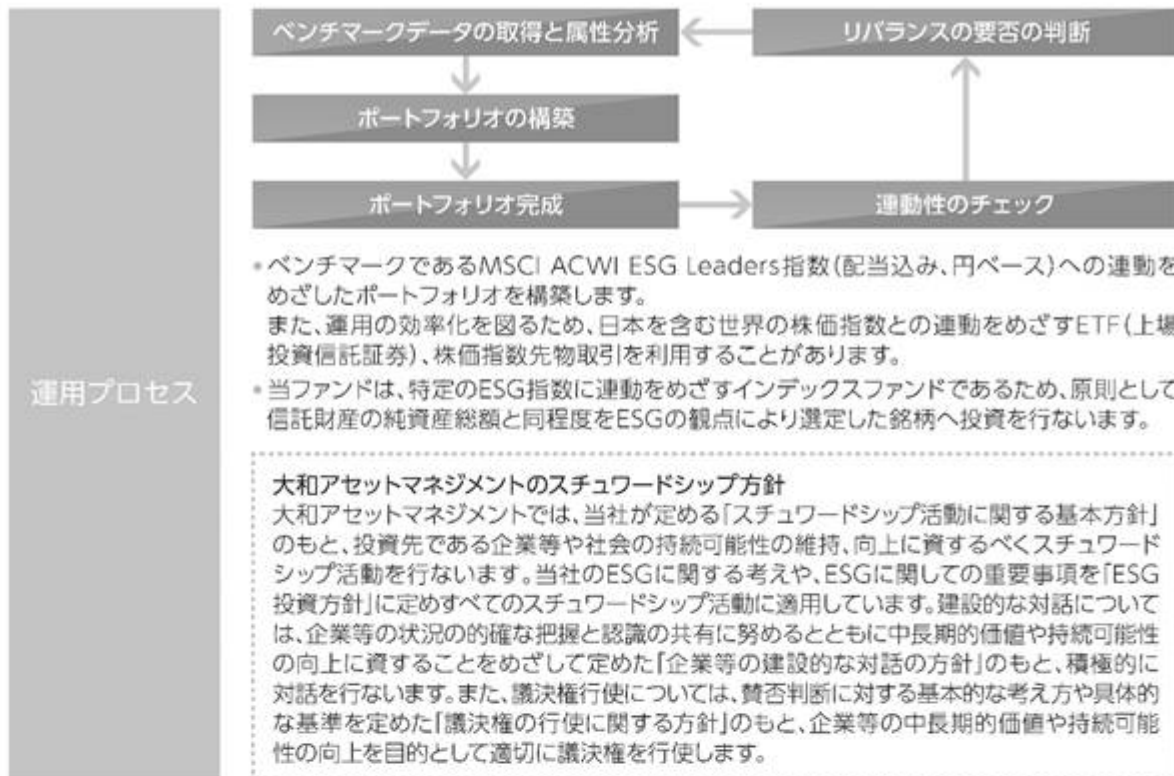 運用プロセス
ベンチマークデータの取得と属性分析
リバランスの要否の判断
ポートフォリオの構築
ポートフォリオ完成
連動性のチェック
•ベンチマークであるMSCI ACWI ESG Leaders指数(配当込み、円ベース)への連動を
めざしたポートフォリオを構築します。
また、運用の効率化を図るため、日本を含む世界の株価指数との連動をめざすETF(上場
投資信託証券)、株価指数先物取引を利用することがあります。
•当ファンドは、特定のESG指数に連動をめざすインデックスファンドであるため、原則として
信託財産の純資産総額と同程度をESGの観点により選定した銘柄へ投資を行ないます。
大和アセットマネジメントのスチュワードシップ方針
大和アセットマネジメントでは、当社が定める「スチュワードシップ活動に関する基本方針」
のもと、投資先である企業等や社会の持続可能性の維持、向上に資するべくスチュワード
シップ活動を行ないます。当社のESGに関する考えや、ESGに関しての重要事項を「ESG
投資方針」に定めすべてのスチュワードシップ活動に適用しています。建設的な対話について
は、企業等の状況の的確な把握と認識の共有に努めるとともに中長期的価値や持続可能性
の向上に資することをめざして定めた「企業等の建設的な対話の方針」のもと、積極的に
対話を行ないます。また、議決権行使については、賛否判断に対する基本的な考え方や具体的
な基準を定めた「議決権の行使に関する方針」のもと、企業等の中長期的価値や持続可能
性の向上を目的として適切に議決権を行使します。